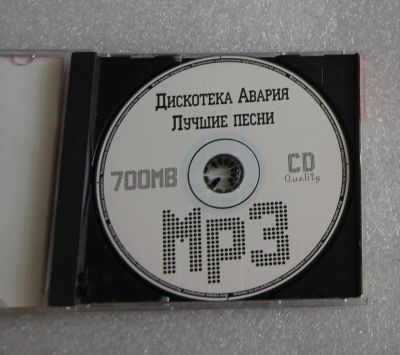 Дискотека Авария
Лучшие песни
700MB
CD
Quality
MP3